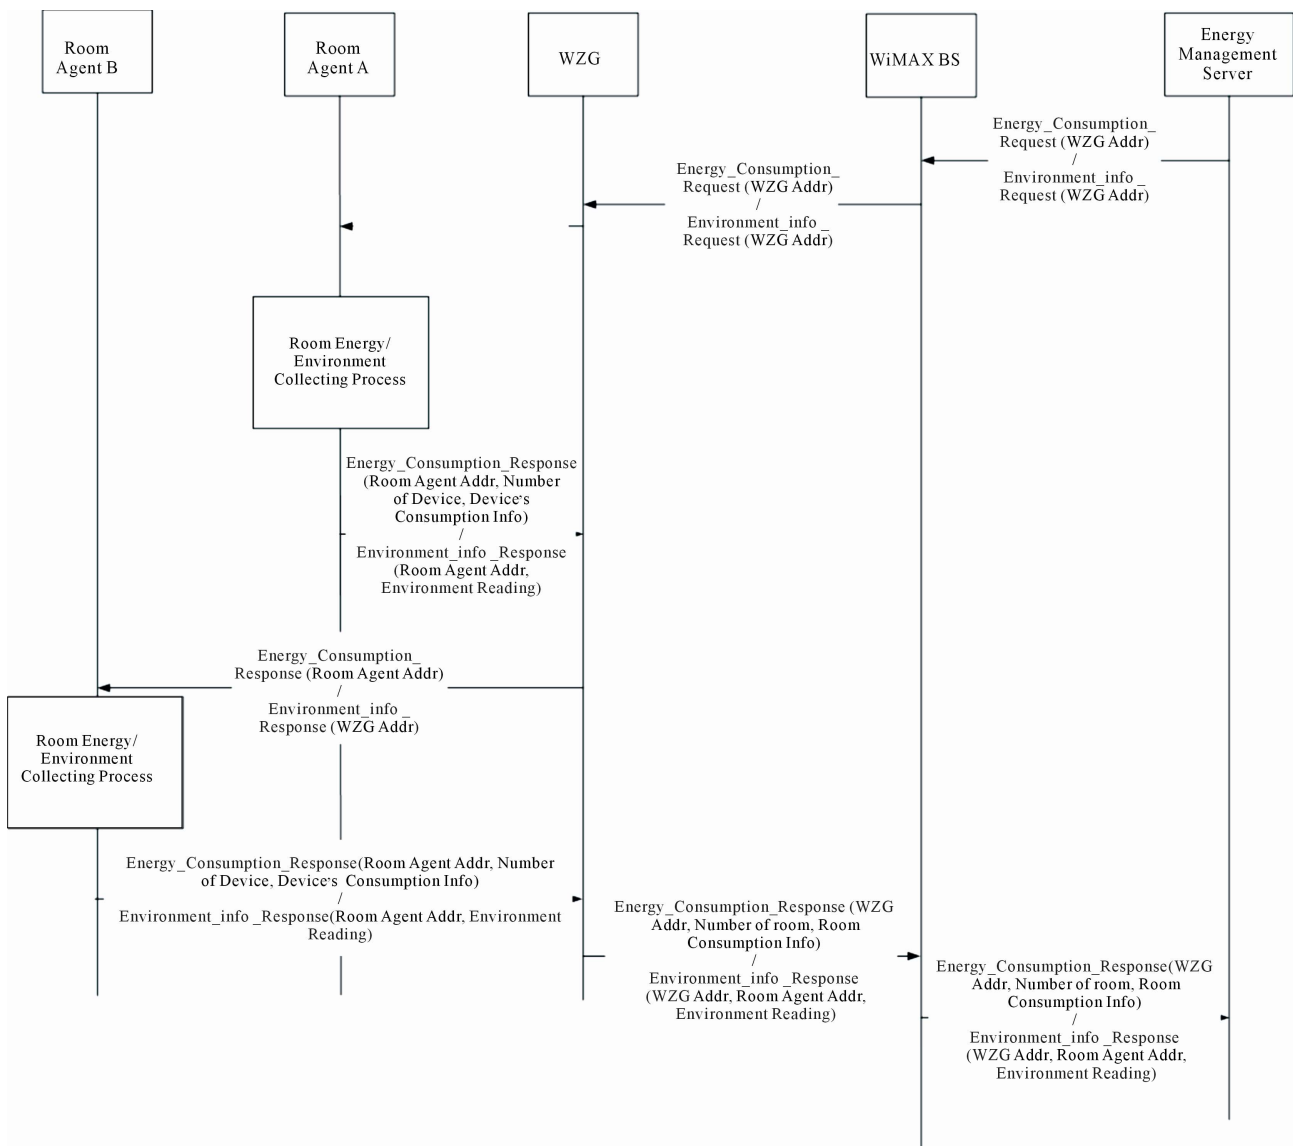 Room
Agent B
Room
Agent A
WZG
WiMAX BS
Energy
Management
Server
Energy_Consumption_
Request (WZG Addr)
/
Environment_info _
Request (WZG Addr)
Energy_Consumption_
Request (WZG Addr)
/
Environment_info _
Request (WZG Addr)
Room Energy/
Environment
Collecting Process
Energy_Consumption_Response
(Room Agent Addr, Number
of Device, Device's
Consumption Info)
/
Environment_info _Response
(Room Agent Addr,
Environment Reading)
Energy_Consumption_
Response (Room Agent Addr)
/
Environment_info _
Response (WZG Addr)
Room Energy/
Environment
Collecting Process
Energy_Consumption_Response(Room Agent Addr, Number
of Device, Device's Consumption Info)
/
Environment_info _Response(Room Agent Addr, Environment
Reading)
Energy_Consumption_Response (WZG
Addr, Number of room, Room
Consumption Info)
/
Environment_info _Response
(WZG Addr, Room Agent Addr,
Environment Reading)
Energy_Consumption_Response(WZG
Addr, Number of room, Room
Consumption Info)
/
Environment_info _Response
(WZG Addr, Room Agent Addr,
Environment Reading)